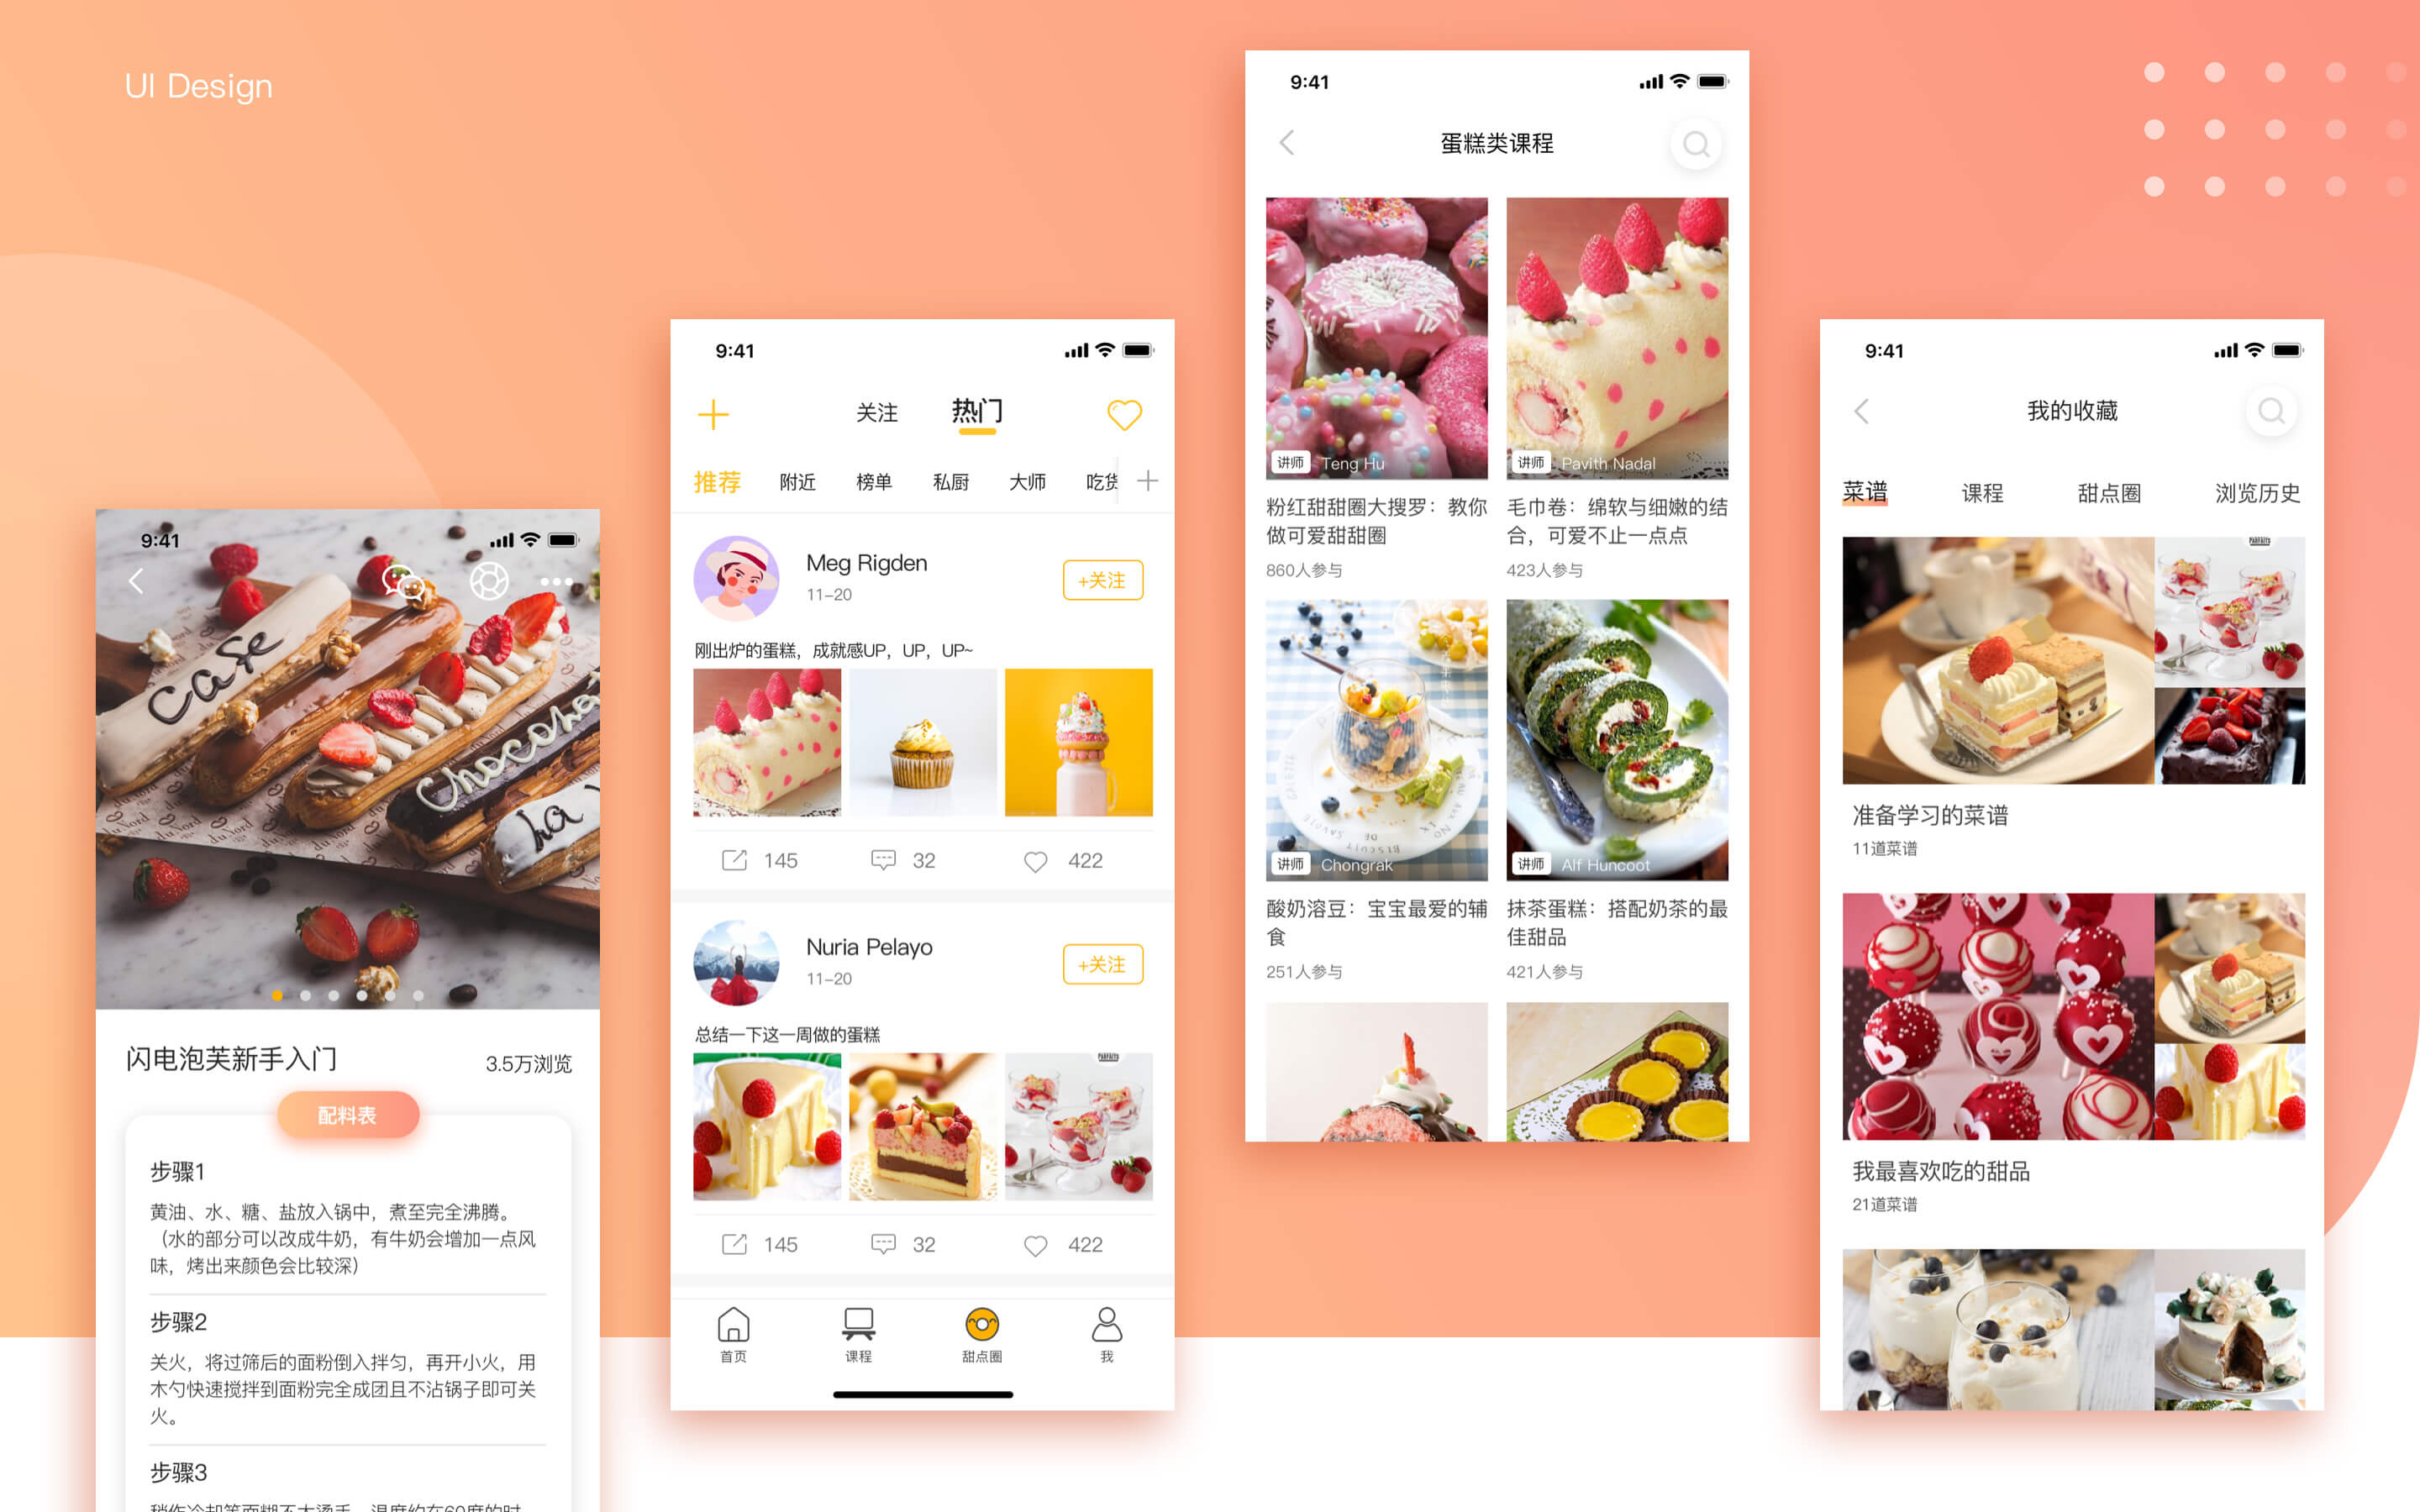 UI Design
9:41
case
Chocolat
ha
闪电泡芙新手入门
3.5万浏览
配料表
步骤1
黄油、水、糖、盐放入锅中，煮至完全沸腾。
（水的部分可以改成牛奶，有牛奶会增加一点风
味，烤出来颜色会比较深）
步骤2
关火，将过筛后的面粉倒入拌匀，再开小火，用
木勺快速搅拌到面粉完全成团且不沾锅子即可关
火。
步骤3
9:41
关注 热门
推荐 附近 榜单 私厨 大师 吃货
Meg Rigden
11-20
+关注
刚出炉的蛋糕，成就感UP，UP，UP~
145 32 422
Nuria Pelayo
11-20
+关注
总结一下这一周做的蛋糕
145 32 422
首页 课程 甜点圈 我
9:41
蛋糕类课程
讲师 Teng Hu
粉红甜甜圈大搜罗：教你
做可爱甜甜圈
860人参与
讲师 Pavith Nadal
毛巾卷：绵软与细嫩的结
合，可爱不止一点点
423人参与
讲师 Chongrak
酸奶溶豆：宝宝最爱的辅
食
251人参与
讲师 Alf Huncoot
抹茶蛋糕：搭配奶茶的最
佳甜品
421人参与
9:41
我的收藏
菜谱 课程 甜点圈 浏览历史
准备学习的菜谱
11道菜谱
我最喜欢吃的甜品
21道菜谱